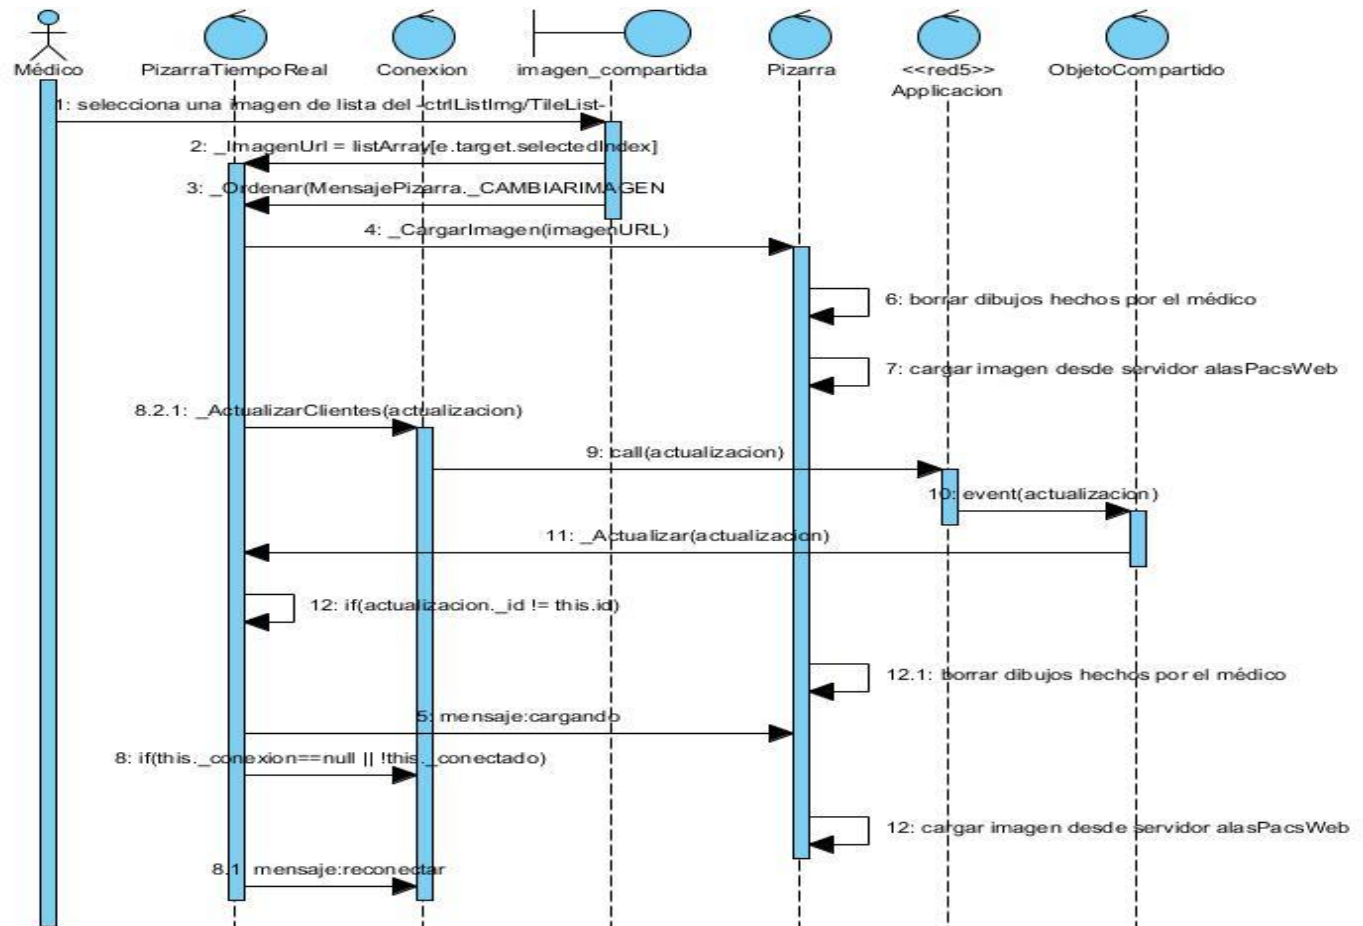 Médico
PizarraTiempoReal
Conexion
imagen_compartida
Pizarra
<<red5>>
Applicacion
ObjetoCompartido
1: selecciona una imagen de lista del -ctrlListImg/TileList-
2: _ImagenUrl = listArray[e.target.selectedIndex]
3: _Ordenar(MensajePizarra._CAMBIARIMAGEN
4: _CargarImagen(imagenURL)
6: borrar dibujos hechos por el médico
7: cargar imagen desde servidor alasPacsWeb
8.2.1: _ActualizarClientes(actualizacion)
9: call(actualizacion)
10: event(actualizacion)
11: _Actualizar(actualizacion)
12: if(actualizacion._id != this.id)
12.1: borrar dibujos hechos por el médico
5: mensaje:cargando
8: if(this._conexion==null || !this._conectado)
12: cargar imagen desde servidor alasPacsWeb
8.1 mensaje:reconectar